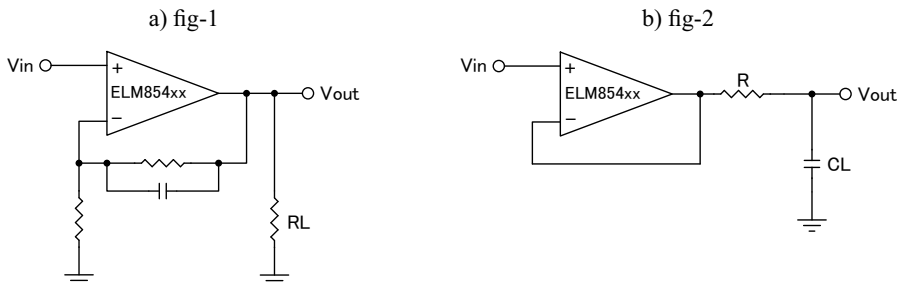 a) fig-1
Vin
+
ELM854xx
−
Vout
RL
b) fig-2
Vin
+
ELM854xx
−
R
Vout
CL